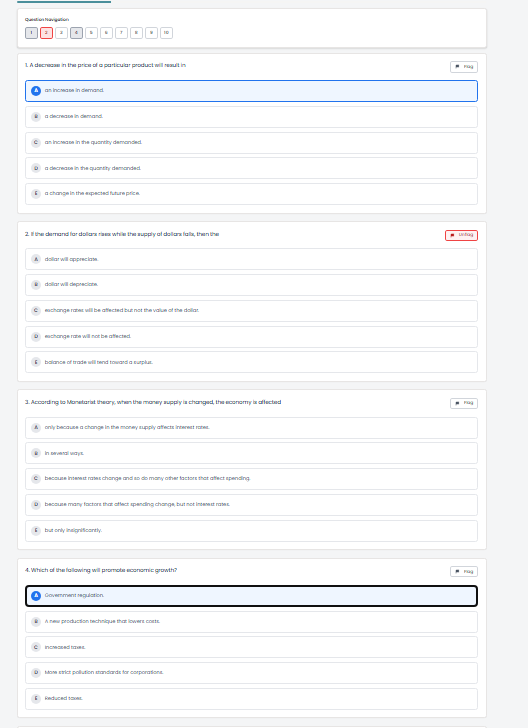 Question Navigation
1 2 3 4 5 6 7 8 9 10
1. A decrease in the price of a particular product will result in
Flag
A an increase in demand.
B a decrease in demand.
C an increase in the quantity demanded.
D a decrease in the quantity demanded.
E a change in the expected future price.
2. If the demand for dollars rises while the supply of dollars falls, then the
Unflag
A dollar will appreciate.
B dollar will depreciate.
C exchange rates will be affected but not the value of the dollar.
D exchange rate will not be affected.
E balance of trade will tend toward a surplus.
3. According to Monetarist theory, when the money supply is changed, the economy is affected
Flag
A only because a change in the money supply affects interest rates.
B in several ways.
C because interest rates change and so do many other factors that affect spending.
D because many factors that affect spending change, but not interest rates.
E but only insignificantly.
4. Which of the following will promote economic growth?
Flag
A Government regulation.
B A new production technique that lowers costs.
C Increased taxes.
D More strict pollution standards for corporations.
E Reduced taxes.